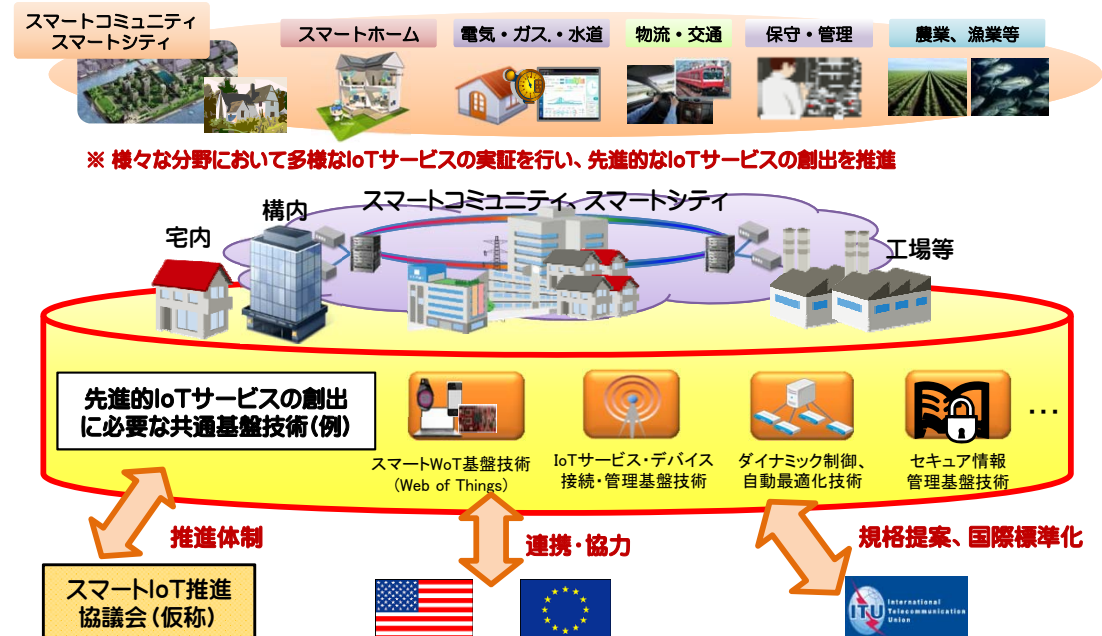 スマートコミュニティ
スマートシティ
スマートホーム
電気・ガス・水道
物流・交通
保守・管理
農業、漁業等
※ 様々な分野において多様なIoTサービスの実証を行い、先進的なIoTサービスの創出を推進
スマートコミュニティ、スマートシティ
構内
宅内
工場等
先進的IoTサービスの創出
に必要な共通基盤技術(例)
スマートWoT基盤技術
(Web of Things)
IoTサービス・デバイス
接続・管理基盤技術
ダイナミック制御、
自動最適化技術
セキュア情報
管理基盤技術
…
推進体制
連携・協力
規格提案、国際標準化
スマートIoT推進
協議会(仮称)
ITU
International
Telecommunication
Union